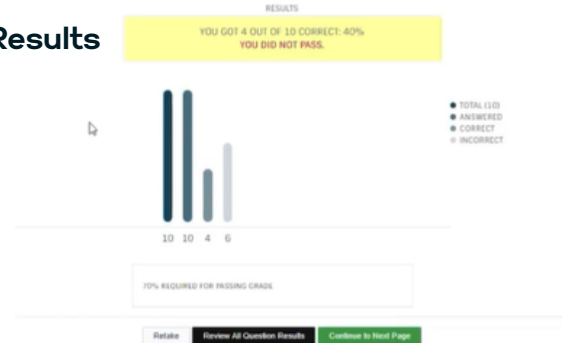 RESULTS
Results
YOU GOT 4 OUT OF 10 CORRECT: 40%
YOU DID NOT PASS.
TOTAL (10)
ANSWERED
CORRECT
INCORRECT
10 10 4 6
70% REQUIRED FOR PASSING GRADE
Retake Review All Question Results Continue to Next Page